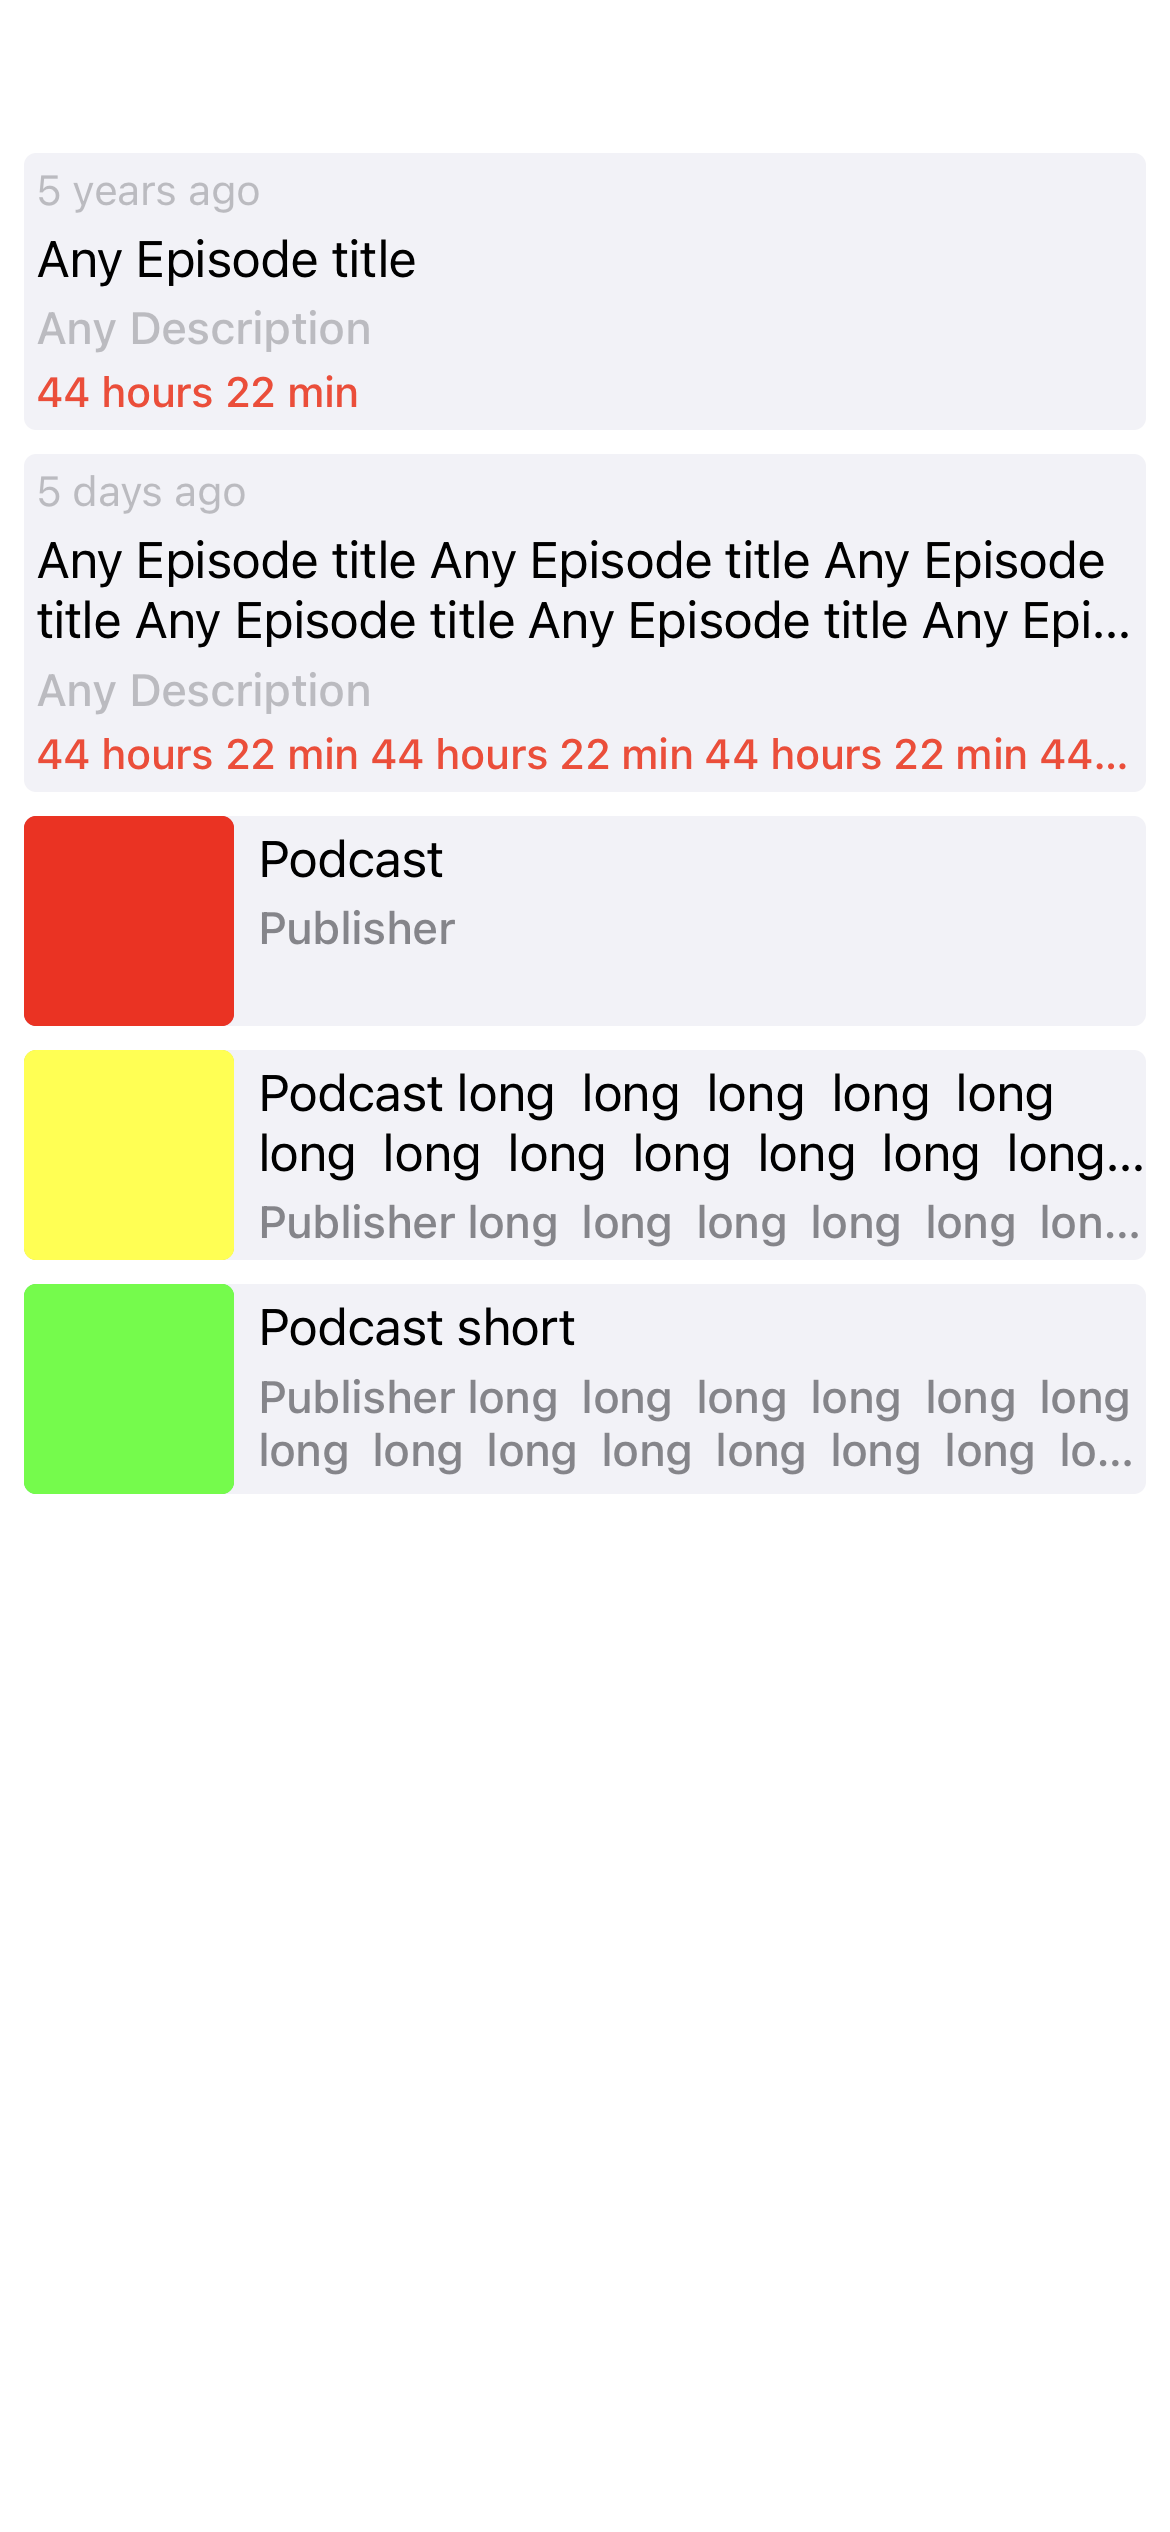 5 years ago
Any Episode title
Any Description
44 hours 22 min
5 days ago
Any Episode title Any Episode title Any Episode
title Any Episode title Any Episode title Any Epi...
Any Description
44 hours 22 min 44 hours 22 min 44 hours 22 min 44...
Podcast
Publisher
Podcast long long long long long
long long long long long long long...
Publisher long long long long long lon...
Podcast short
Publisher long long long long long long
long long long long long long long lo...